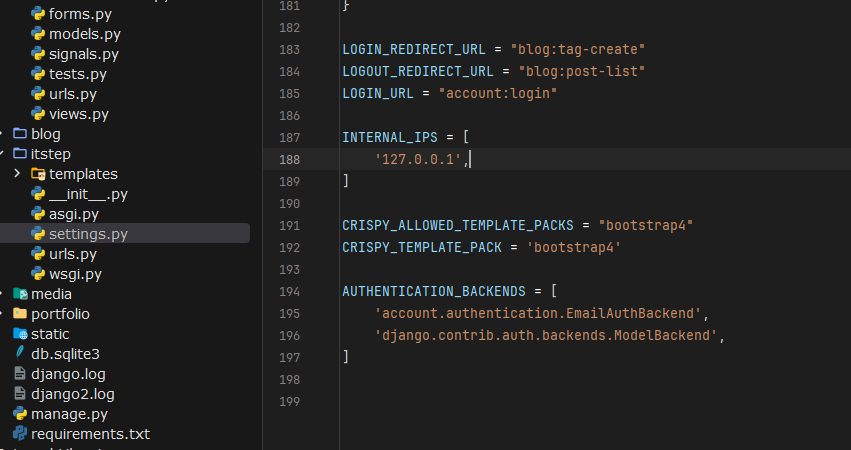 forms.py
models.py
signals.py
tests.py
urls.py
views.py
blog
itstep
templates
__init__.py
asgi.py
settings.py
urls.py
wsgi.py
media
portfolio
static
db.sqlite3
django.log
django2.log
manage.py
requirements.txt
181 }
182
183 LOGIN_REDIRECT_URL = "blog:tag-create"
184 LOGOUT_REDIRECT_URL = "blog:post-list"
185 LOGIN_URL = "account:login"
186
187 INTERNAL_IPS = [
188     '127.0.0.1',
189 ]
190
191 CRISPY_ALLOWED_TEMPLATE_PACKS = "bootstrap4"
192 CRISPY_TEMPLATE_PACK = 'bootstrap4'
193
194 AUTHENTICATION_BACKENDS = [
195     'account.authentication.EmailAuthBackend',
196     'django.contrib.auth.backends.ModelBackend',
197 ]
198
199